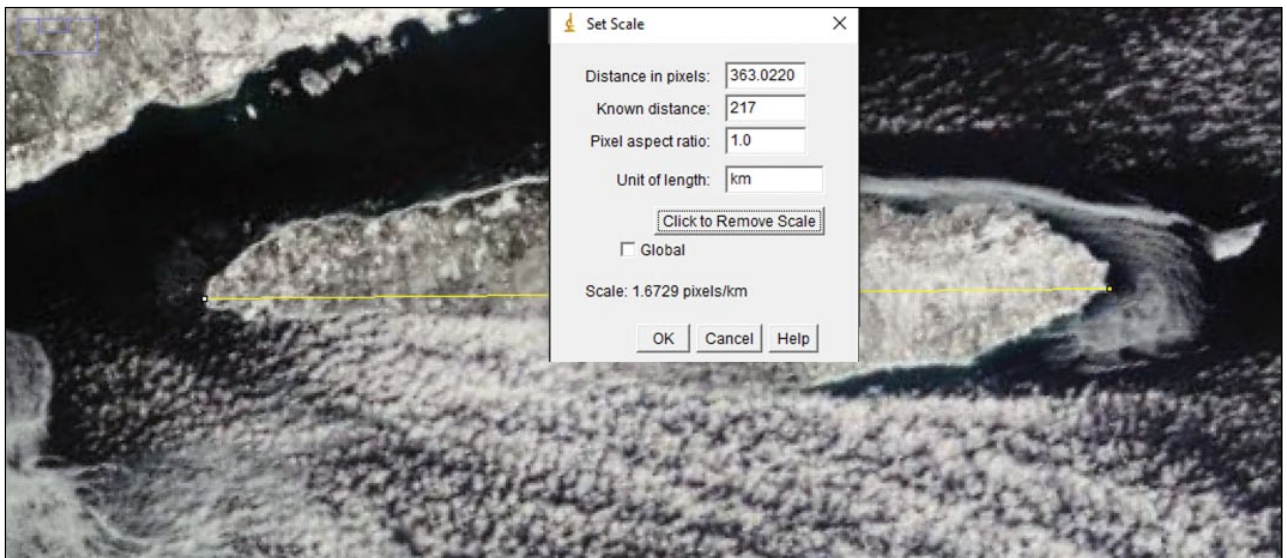 Set Scale
Distance in pixels: 363.0220
Known distance: 217
Pixel aspect ratio: 1.0
Unit of length: km
Click to Remove Scale
Global
Scale: 1.6729 pixels/km
OK Cancel Help